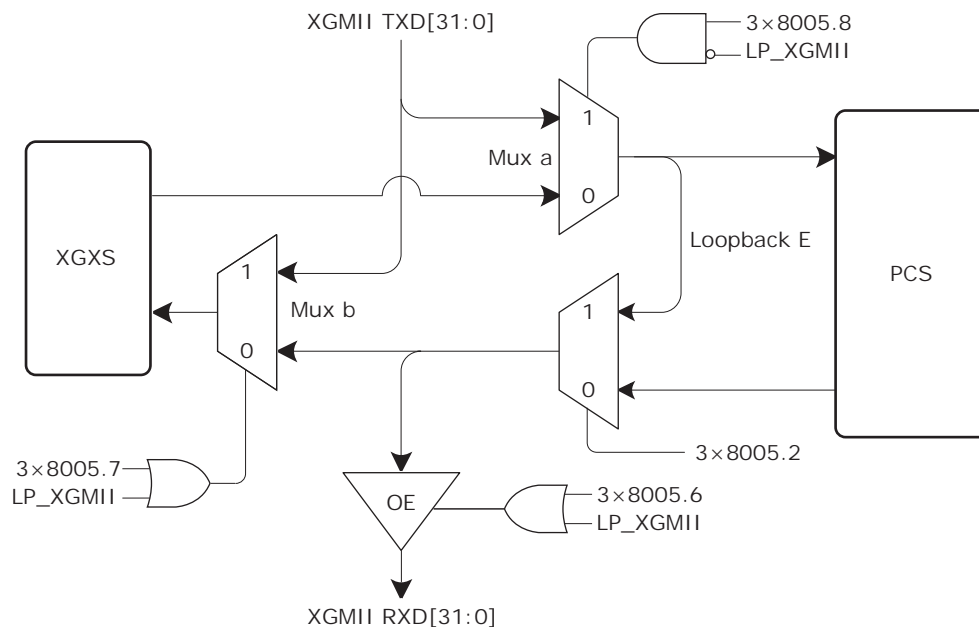 XGMII TXD[31:0]
3×8005.8
LP_XGMII
1
Mux a
0
XGXS
Loopback E
PCS
1
Mux b
0
1
0
3×8005.7
LP_XGMII
3×8005.2
OE
3×8005.6
LP_XGMII
XGMII RXD[31:0]